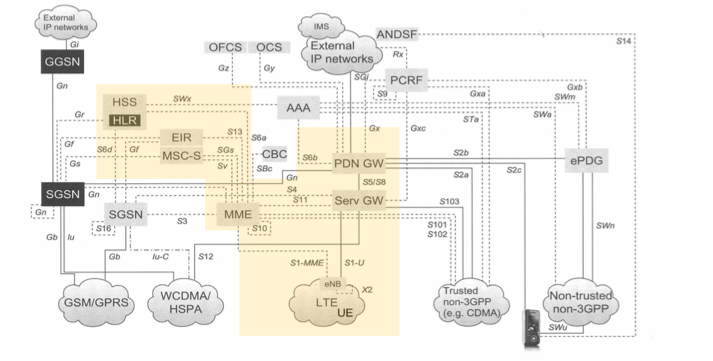 External
IP networks
Gi
GGSN
Gn
IMS
External
IP networks
ANDSF
S14
OFCS
OCS
Gz
Gy
Rx
SGi
PCRF
S9
Gxa
Gxb
HSS
HLR
SWx
AAA
SWm
SWa
STa
Gr
Gx
Gxc
Gf
EIR
S13
S6a
Gs
S6d
Gf
MSC-S
SGs
Sv
CBC
SBc
S6b
PDN GW
S2b
ePDG
S2a
S2c
Gn
S5/S8
SGSN
Gn
S4
S11
Serv GW
S103
Gn
SGSN
S3
MME
S10
S16
S101
S102
SWn
Gb
Iu
Gb
Iu-C
S12
S1-MME
S1-U
GSM/GPRS
WCDMA/
HSPA
eNB
X2
LTE
UE
Trusted
non-3GPP
(e.g. CDMA)
Non-trusted
non-3GPP
SWu